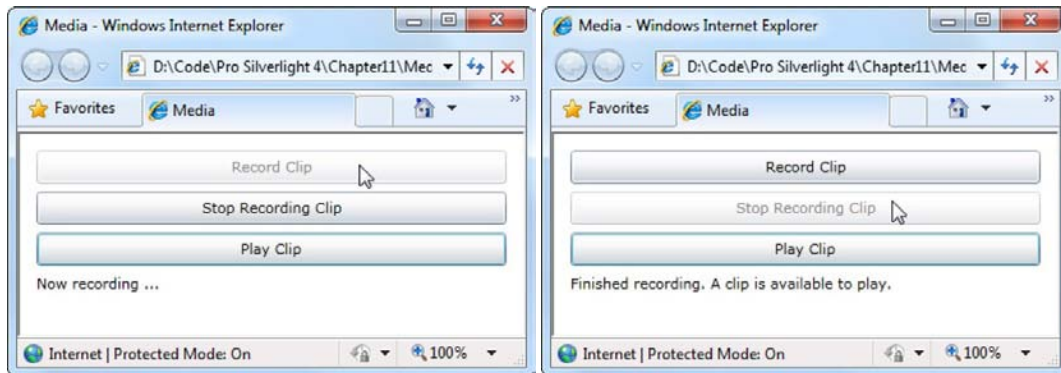 Media - Windows Internet Explorer
D:\Code\Pro Silverlight 4\Chapter11\Mec
Favorites
Media
Record Clip
Stop Recording Clip
Play Clip
Now recording ...
Internet | Protected Mode: On
100%
Media - Windows Internet Explorer
D:\Code\Pro Silverlight 4\Chapter11\Mec
Favorites
Media
Record Clip
Stop Recording Clip
Play Clip
Finished recording. A clip is available to play.
Internet | Protected Mode: On
100%